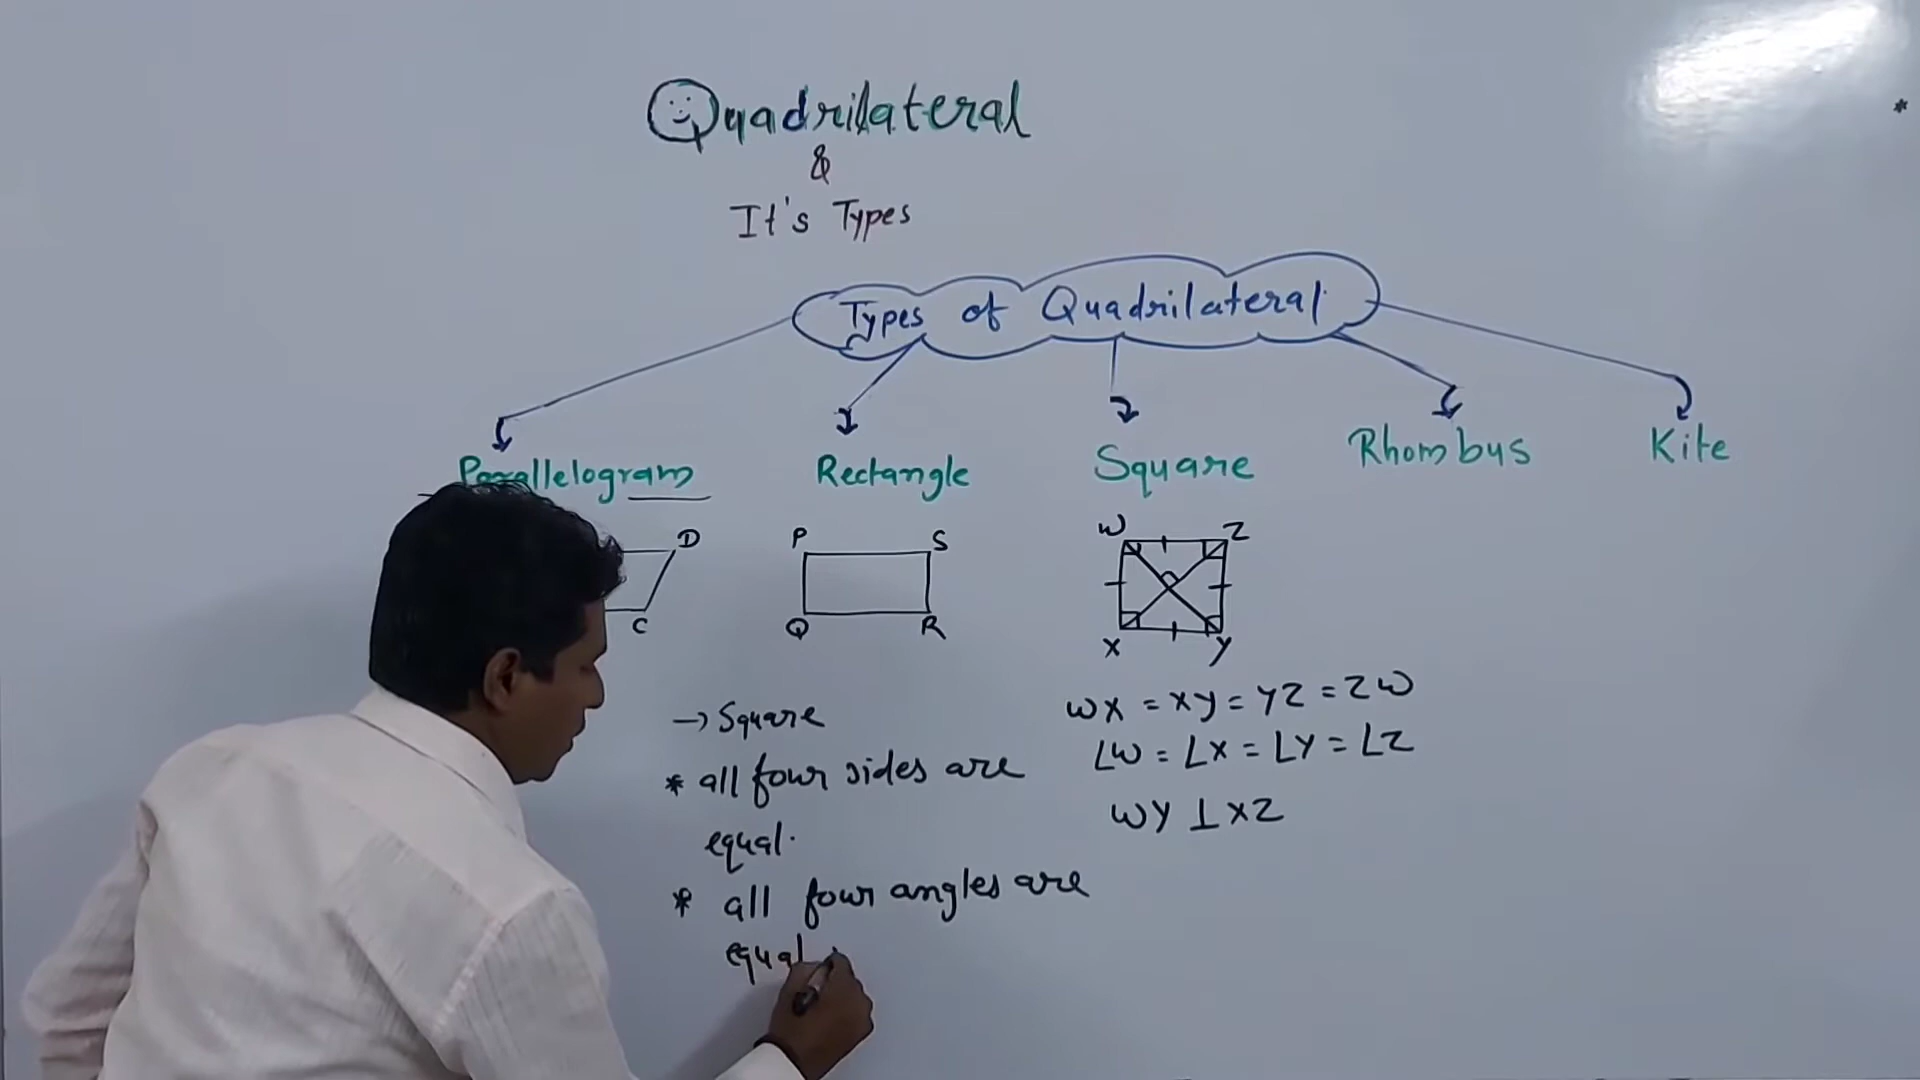 Quadrilateral
&
It's Types
Types of Quadrilateral
Parallelogram
Rectangle
Square
Rhombus
Kite
D
C
P
S
Q
R
W
Z
X
Y
→ Square
* all four sides are
equal.
* all four angles are
equal
WX = XY = YZ = ZW
∠W = ∠X = ∠Y = ∠Z
WY ⊥ XZ
*